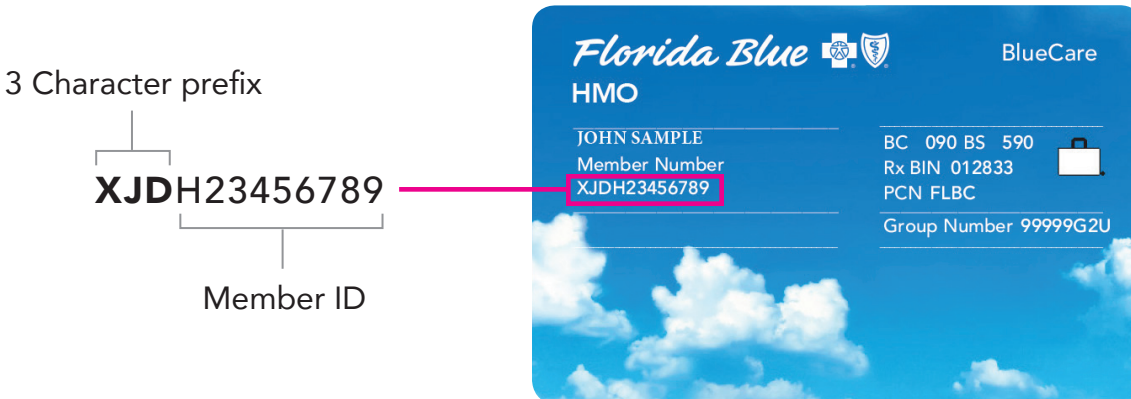 3 Character prefix
XJDH23456789
Member ID
Florida Blue
BlueCare
HMO
JOHN SAMPLE
Member Number
XJDH23456789
BC 090 BS 590
Rx BIN 012833
PCN FLBC
Group Number 99999G2U